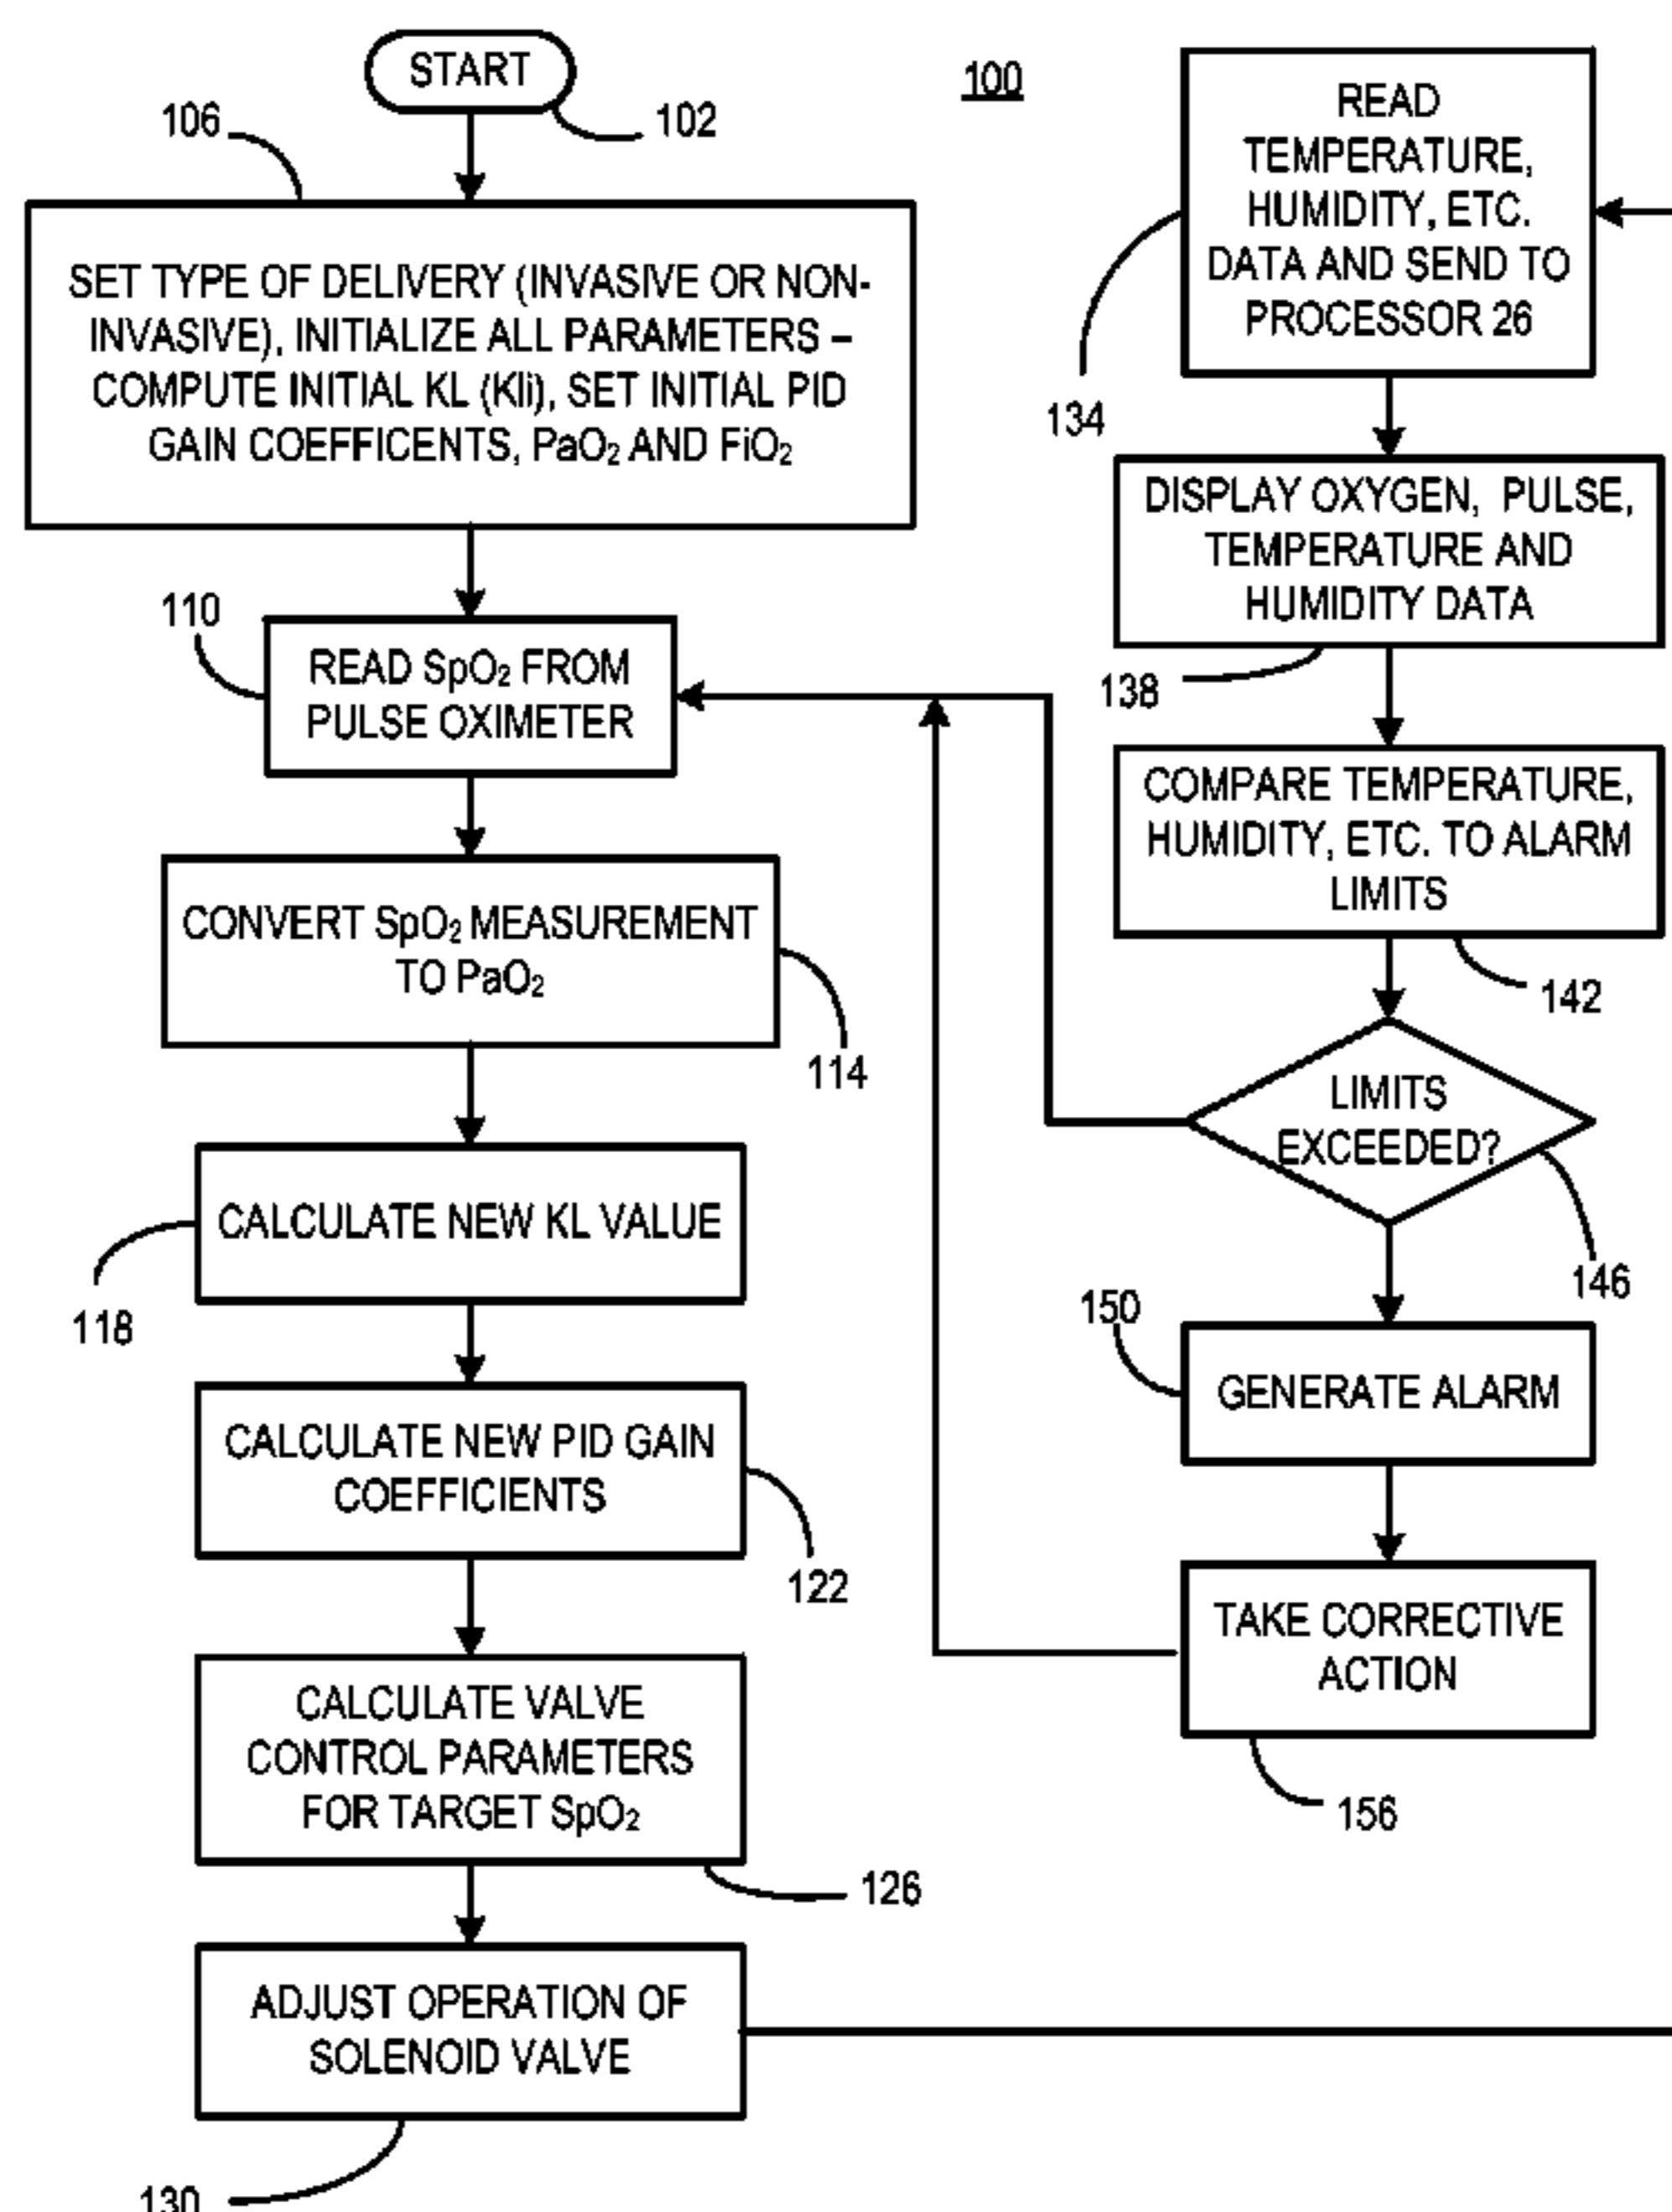 START
102
106
SET TYPE OF DELIVERY (INVASIVE OR NON-
INVASIVE), INITIALIZE ALL PARAMETERS –
COMPUTE INITIAL KL (Kli), SET INITIAL PID
GAIN COEFFICENTS, PaO₂ AND FiO₂
110
READ SpO₂ FROM
PULSE OXIMETER
CONVERT SpO₂ MEASUREMENT
TO PaO₂
114
CALCULATE NEW KL VALUE
118
CALCULATE NEW PID GAIN
COEFFICIENTS
122
CALCULATE VALVE
CONTROL PARAMETERS
FOR TARGET SpO₂
126
ADJUST OPERATION OF
SOLENOID VALVE
130
100
READ
TEMPERATURE,
HUMIDITY, ETC.
DATA AND SEND TO
PROCESSOR 26
134
DISPLAY OXYGEN, PULSE,
TEMPERATURE AND
HUMIDITY DATA
138
COMPARE TEMPERATURE,
HUMIDITY, ETC. TO ALARM
LIMITS
142
LIMITS
EXCEEDED?
146
150
GENERATE ALARM
TAKE CORRECTIVE
ACTION
156